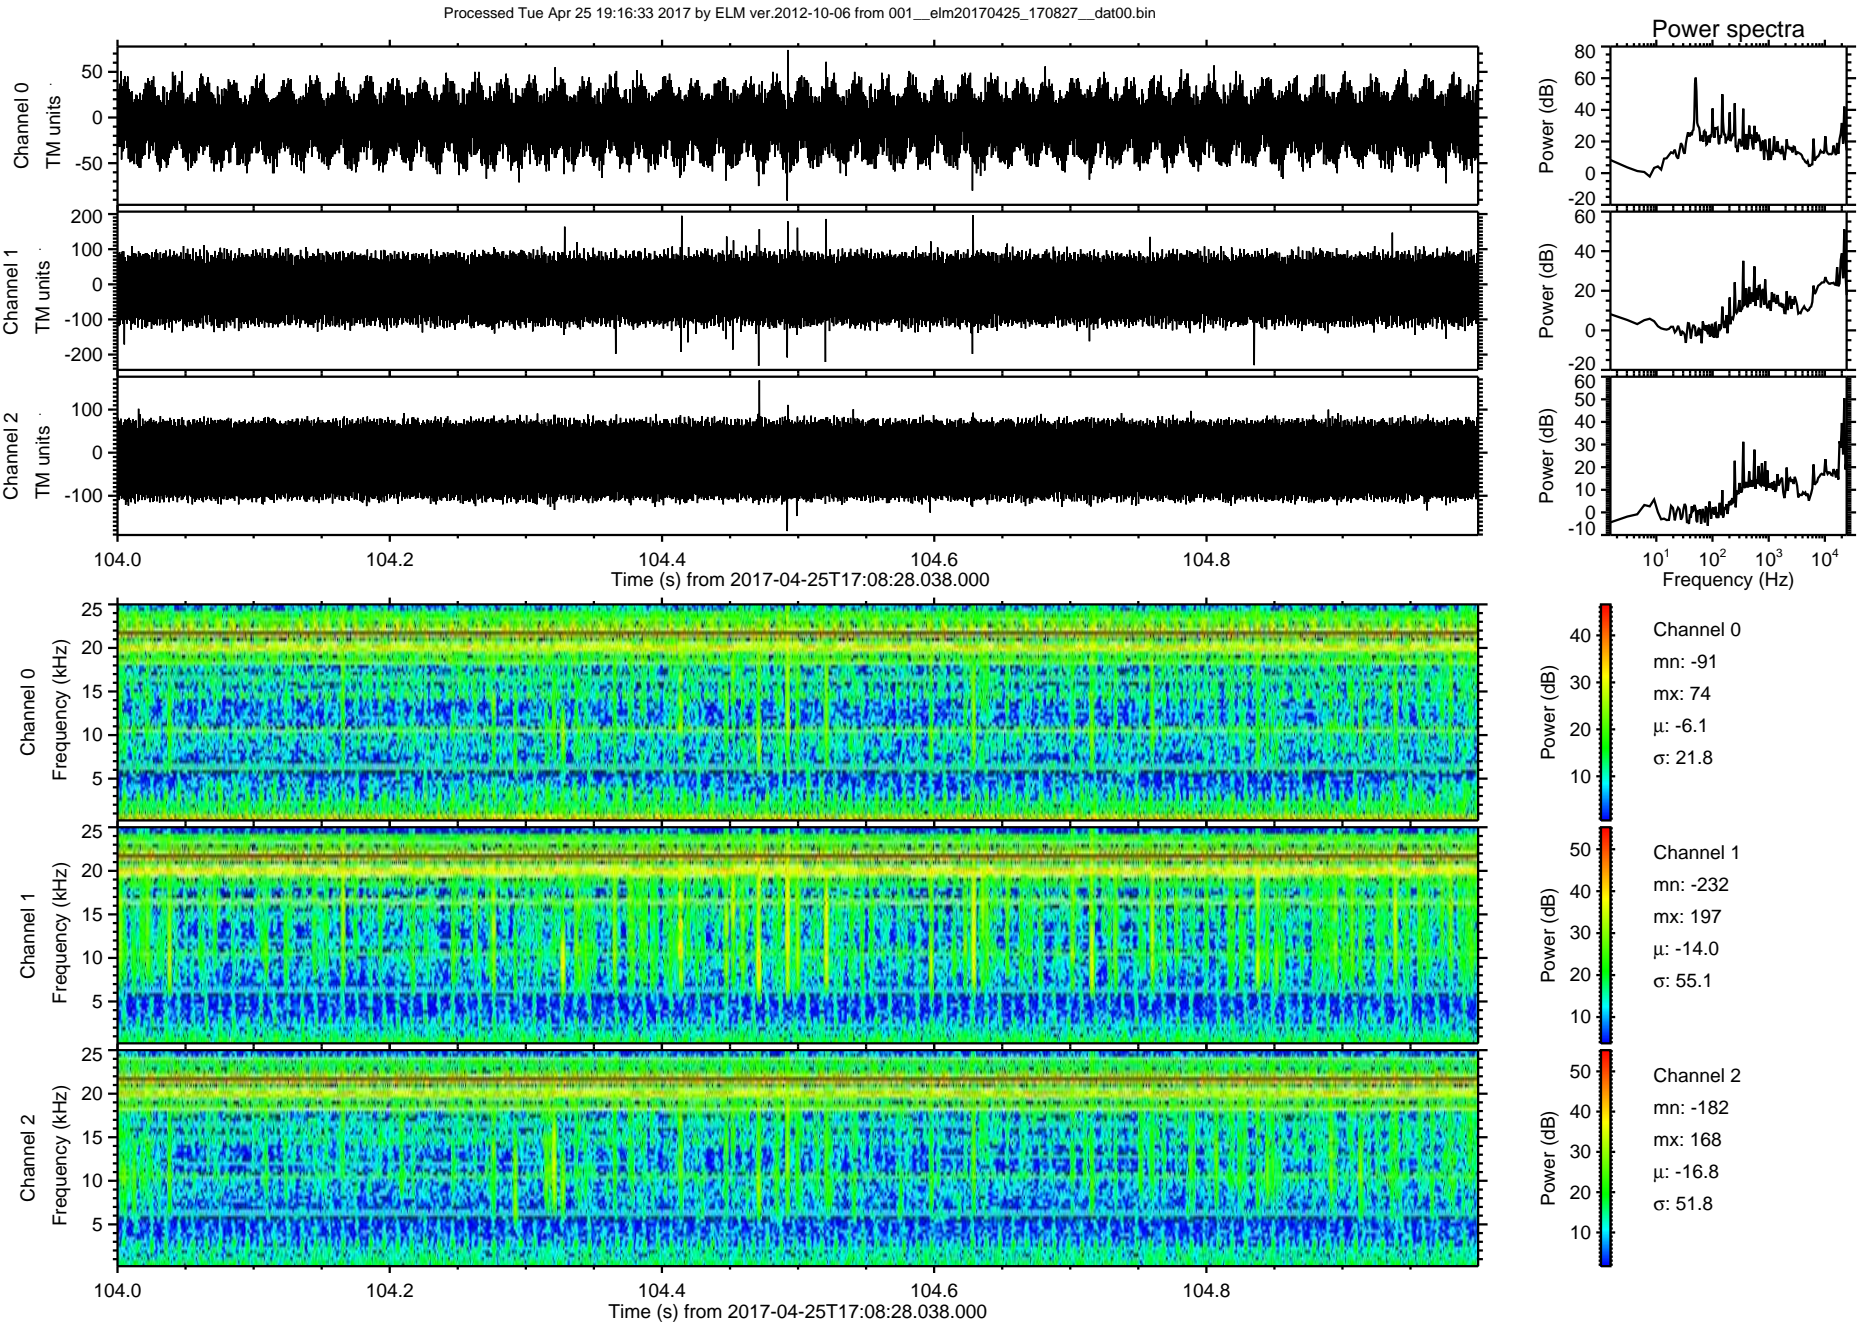 Processed Tue Apr 25 19:16:33 2017 by ELM ver.2012-10-06 from 001__elm20170425_170827__dat00.bin
Power spectra
Channel 0
TM units
50
0
-50
Power (dB)
80
60
40
20
0
-20
Channel 1
TM units
200
100
0
-100
-200
Power (dB)
60
40
20
0
-20
Channel 2
TM units
100
0
-100
Power (dB)
60
50
40
30
20
10
0
-10
104.0 104.2 104.4 104.6 104.8
Time (s) from 2017-04-25T17:08:28.038.000
10¹ 10² 10³ 10⁴
Frequency (Hz)
Channel 0
Frequency (kHz)
25
20
15
10
5
Power (dB)
40
30
20
10
Channel 0
mn: -91
mx: 74
μ: -6.1
σ: 21.8
Channel 1
Frequency (kHz)
25
20
15
10
5
Power (dB)
50
40
30
20
10
Channel 1
mn: -232
mx: 197
μ: -14.0
σ: 55.1
Channel 2
Frequency (kHz)
25
20
15
10
5
Power (dB)
50
40
30
20
10
Channel 2
mn: -182
mx: 168
μ: -16.8
σ: 51.8
104.0 104.2 104.4 104.6 104.8
Time (s) from 2017-04-25T17:08:28.038.000